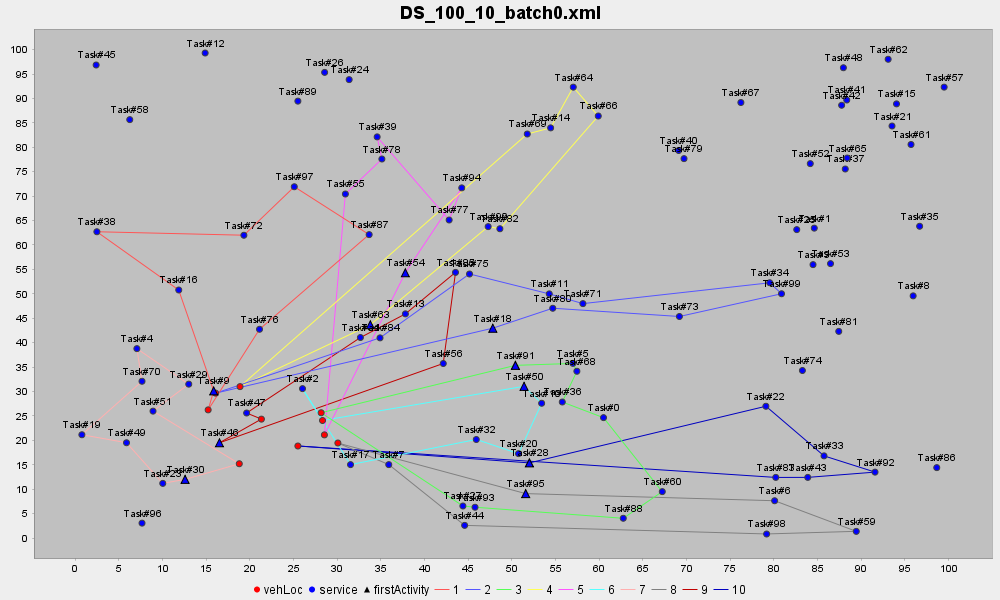 DS_100_10_batch0.xml
Task#12
Task#45
Task#62
Task#48
Task#26
Task#24
Task#64
Task#57
Task#89
Task#67
Task#41
Task#42
Task#15
Task#58
Task#66
Task#14
Task#69
Task#21
Task#39
Task#40
Task#79
Task#61
Task#78
Task#52
Task#65
Task#37
Task#97
Task#55
Task#94
Task#38
Task#72
Task#87
Task#77
Task#1
Task#35
Task#54
Task#75
Task#53
Task#16
Task#34
Task#99
Task#11
Task#8
Task#71
Task#80
Task#13
Task#73
Task#76
Task#63
Task#84
Task#18
Task#81
Task#4
Task#56
Task#91
Task#5
Task#68
Task#74
Task#70
Task#29
Task#9
Task#2
Task#50
Task#36
Task#51
Task#47
Task#0
Task#22
Task#19
Task#49
Task#46
Task#32
Task#20
Task#28
Task#33
Task#30
Task#17
Task#7
Task#43
Task#92
Task#86
Task#95
Task#60
Task#6
Task#96
Task#93
Task#44
Task#88
Task#98
Task#59
100
95
90
85
80
75
70
65
60
55
50
45
40
35
30
25
20
15
10
5
0
0 5 10 15 20 25 30 35 40 45 50 55 60 65 70 75 80 85 90 95 100
vehLoc service firstActivity 1 2 3 4 5 6 7 8 9 10